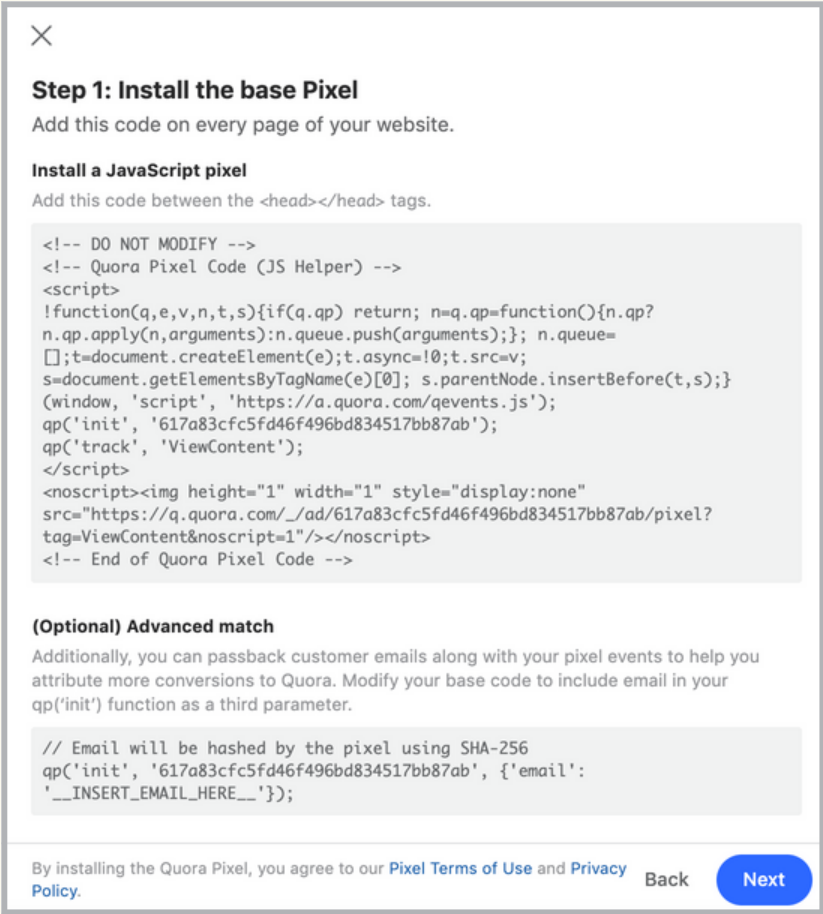 Step 1: Install the base Pixel
Add this code on every page of your website.
Install a JavaScript pixel
Add this code between the <head></head> tags.
<!-- DO NOT MODIFY -->
<!-- Quora Pixel Code (JS Helper) -->
<script>
!function(q,e,v,n,t,s){if(q.qp) return; n=q.qp=function(){n.qp?
n.qp.apply(n,arguments):n.queue.push(arguments);}; n.queue=
[];t=document.createElement(e);t.async=!0;t.src=v;
s=document.getElementsByTagName(e)[0]; s.parentNode.insertBefore(t,s);}
(window, 'script', 'https://a.quora.com/qevents.js');
qp('init', '617a83cfc5fd46f496bd834517bb87ab');
qp('track', 'ViewContent');
</script>
<noscript><img height="1" width="1" style="display:none"
src="https://q.quora.com/_/ad/617a83cfc5fd46f496bd834517bb87ab/pixel?
tag=ViewContent&noscript=1"/></noscript>
<!-- End of Quora Pixel Code -->
(Optional) Advanced match
Additionally, you can passback customer emails along with your pixel events to help you
attribute more conversions to Quora. Modify your base code to include email in your
qp(‘init’) function as a third parameter.
// Email will be hashed by the pixel using SHA-256
qp('init', '617a83cfc5fd46f496bd834517bb87ab', {'email':
'__INSERT_EMAIL_HERE__'});
By installing the Quora Pixel, you agree to our Pixel Terms of Use and Privacy
Policy.
Back
Next